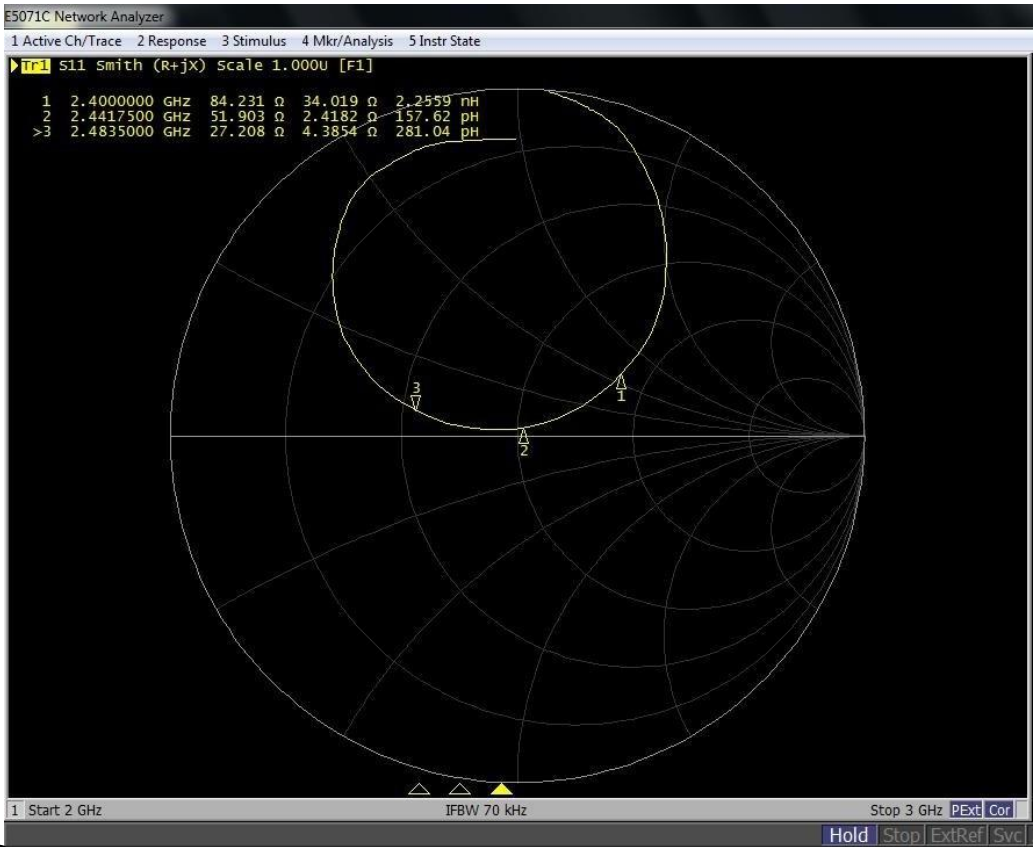 E5071C Network Analyzer
1 Active Ch/Trace 2 Response 3 Stimulus 4 Mkr/Analysis 5 Instr State
Tr1 S11 Smith (R+jX) Scale 1.000U [F1]
1 2.4000000 GHz 84.231 Ω 34.019 Ω 2.2559 nH
2 2.4417500 GHz 51.903 Ω 2.4182 Ω 157.62 pH
>3 2.4835000 GHz 27.208 Ω 4.3854 Ω 281.04 pH
3
1
2
1 Start 2 GHz IFBW 70 kHz Stop 3 GHz PExt Cor
Hold Stop ExtRef Svc